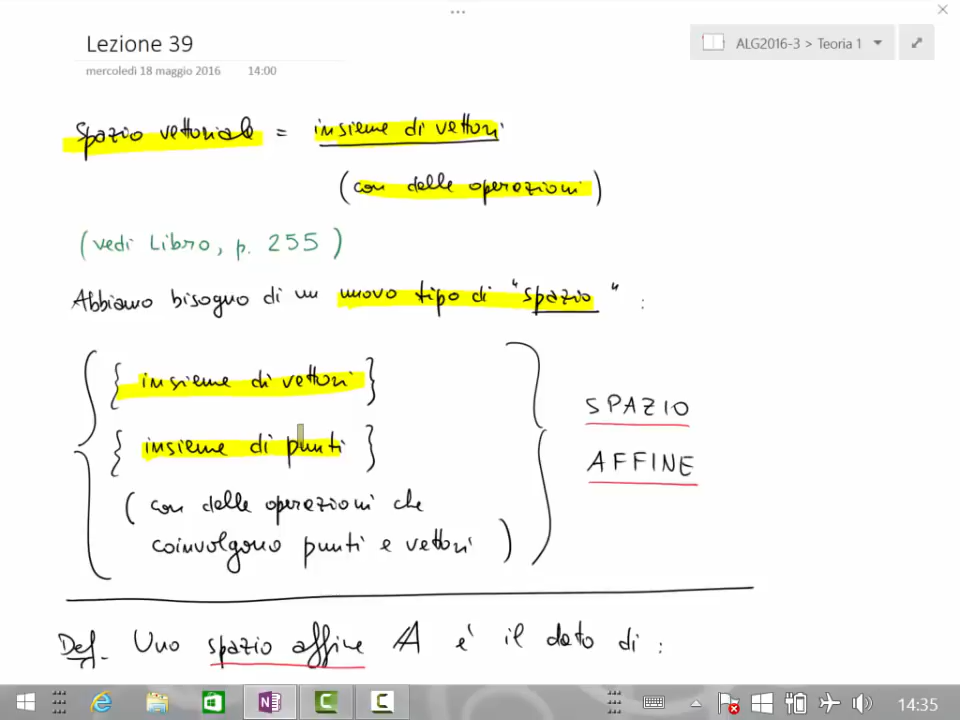 Lezione 39
ALG2016-3 > Teoria 1
mercoledì 18 maggio 2016 14:00
Spazio vettoriale = insieme di vettori
(con delle operazioni)
(vedi Libro, p. 255)
Abbiamo bisogno di un nuovo tipo di "spazio" :
{ insieme di vettori }
{ insieme di punti }
SPAZIO
AFFINE
( con delle operazioni che
coinvolgono punti e vettori )
Def. Uno spazio affine A e' il dato di :
14:35